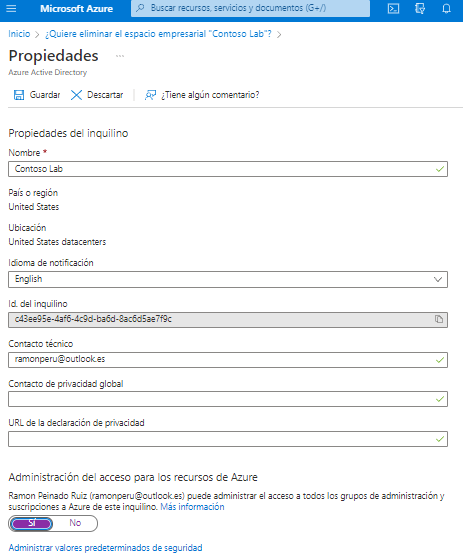 Microsoft Azure
Buscar recursos, servicios y documentos (G+/)
Inicio > ¿Quiere eliminar el espacio empresarial "Contoso Lab"? >
Propiedades ...
Azure Active Directory
Guardar Descartar ¿Tiene algún comentario?
Propiedades del inquilino
Nombre *
Contoso Lab
País o región
United States
Ubicación
United States datacenters
Idioma de notificación
English
Id. del inquilino
c43ee95e-4af6-4c9d-ba6d-8ac6d5ae7f9c
Contacto técnico
ramonperu@outlook.es
Contacto de privacidad global
URL de la declaración de privacidad
Administración del acceso para los recursos de Azure
Ramon Peinado Ruiz (ramonperu@outlook.es) puede administrar el acceso a todos los grupos de administración y
suscripciones a Azure de este inquilino. Más información
Sí No
Administrar valores predeterminados de seguridad